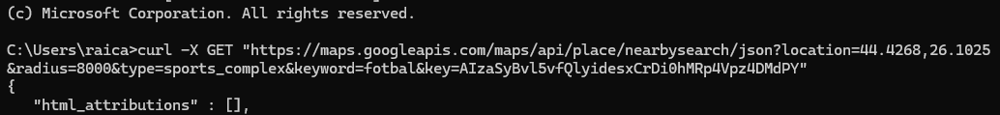 (c) Microsoft Corporation. All rights reserved.
C:\Users\raica>curl -X GET "https://maps.googleapis.com/maps/api/place/nearbysearch/json?location=44.4268,26.1025
&radius=8000&type=sports_complex&keyword=fotbal&key=AIzaSyBvl5vfQlyidesxCrDi0hMRp4Vpz4DMdPY"
{
"html_attributions" : [],